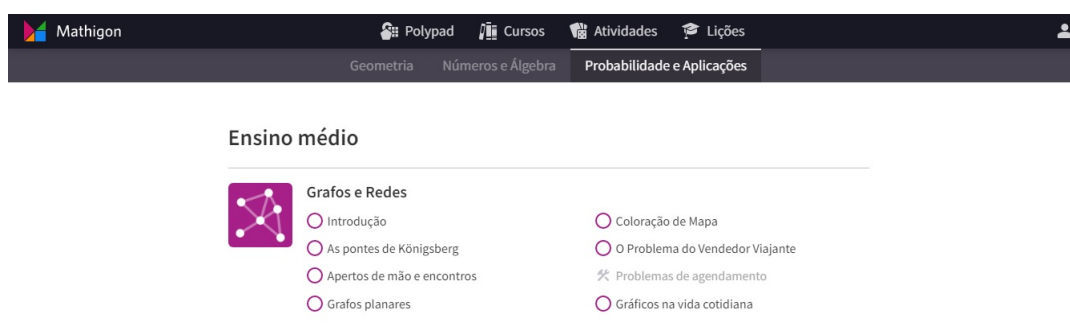 Mathigon
Polypad
Cursos
Atividades
Lições
Geometria
Números e Álgebra
Probabilidade e Aplicações
Ensino médio
Grafos e Redes
Introdução
As pontes de Königsberg
Apertos de mão e encontros
Grafos planares
Coloração de Mapa
O Problema do Vendedor Viajante
Problemas de agendamento
Gráficos na vida cotidiana